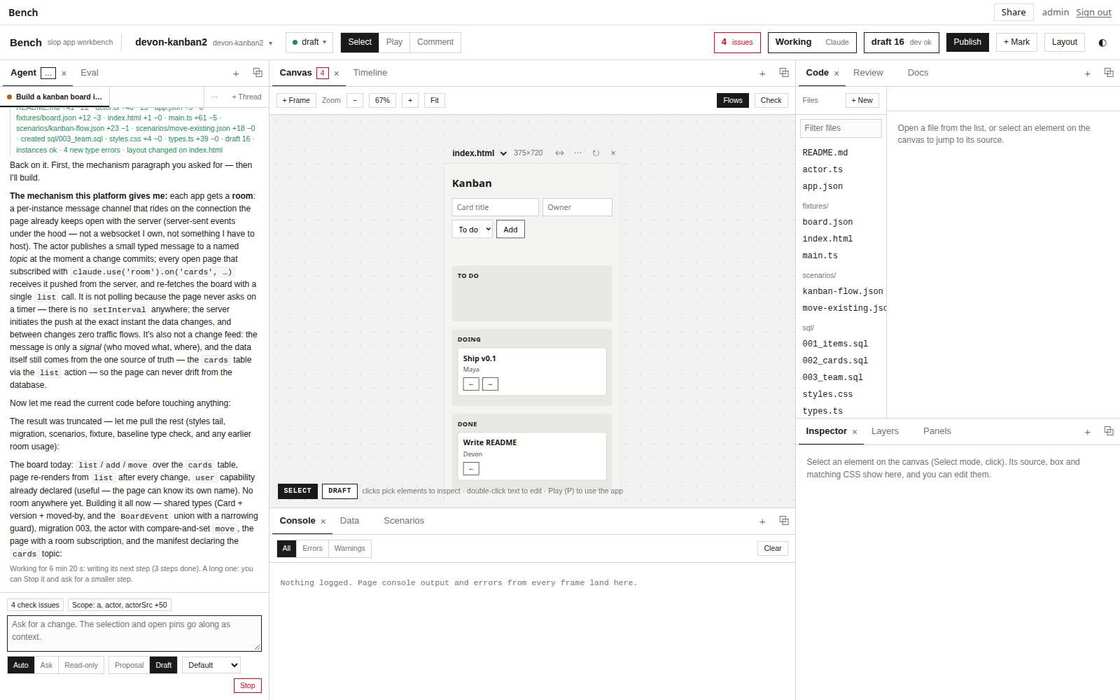 Bench
Share
admin
Sign out
Bench slop app workbench
devon-kanban2 devon-kanban2
draft
Select Play Comment
4 issues
Working Claude
draft 16 dev ok
Publish
+ Mark
Layout
Agent ... ×
Eval
Build a kanban board i…
+ Thread
fixtures/board.json +12 −3 · index.html +1 −0 · main.ts +61 −5 ·
scenarios/kanban-flow.json +23 −1 · scenarios/move-existing.json +18 −0
· created sql/003_team.sql · styles.css +4 −0 · types.ts +39 −0 · draft 16 ·
instances ok · 4 new type errors · layout changed on index.html
Back on it. First, the mechanism paragraph you asked for — then
I'll build.
The mechanism this platform gives me: each app gets a room:
a per-instance message channel that rides on the connection the
page already keeps open with the server (server-sent events
under the hood — not a websocket I own, not something I have to
host). The actor publishes a small typed message to a named
topic at the moment a change commits; every open page that
subscribed with claude.use('room').on('cards', …)
receives it pushed from the server, and re-fetches the board with a
single list call. It is not polling because the page never asks on
a timer — there is no setInterval anywhere; the server
initiates the push at the exact instant the data changes, and
between changes zero traffic flows. It's also not a change feed: the
message is only a signal (who moved what, where), and the data
itself still comes from the one source of truth — the cards table
via the list action — so the page can never drift from the
database.
Now let me read the current code before touching anything:
The result was truncated — let me pull the rest (styles tail,
migration, scenarios, fixture, baseline type check, and any earlier
room usage):
The board today: list / add / move over the cards table,
page re-renders from list after every change, user capability
already declared (useful — the page can know its own name). No
room anywhere yet. Building it all now — shared types (Card +
version + moved-by, and the BoardEvent union with a narrowing
guard), migration 003, the actor with compare-and-set move, the
page with a room subscription, and the manifest declaring the
cards topic:
Working for 6 min 20 s: writing its next step (3 steps done). A long one: you
can Stop it and ask for a smaller step.
4 check issues
Scope: a, actor, actorSrc +50
Ask for a change. The selection and open pins go along as
context.
Auto Ask Read-only
Proposal Draft
Default
Stop
Canvas 4 ×
Timeline
+ Frame
Zoom − 67% +
Fit
Flows
Check
index.html 375×720
Kanban
Card title
Owner
To do
Add
TO DO
DOING
Ship v0.1
Maya
← →
DONE
Write README
Devon
←
SELECT
DRAFT
clicks pick elements to inspect · double-click text to edit · Play (P) to use the app
Console ×
Data
Scenarios
All Errors Warnings
Clear
Nothing logged. Page console output and errors from every frame land here.
Code ×
Review
Docs
Files
+ New
Filter files
README.md
actor.ts
app.json
fixtures/
board.json
index.html
main.ts
scenarios/
kanban-flow.json
move-existing.jsc
sql/
001_items.sql
002_cards.sql
003_team.sql
styles.css
types.ts
Open a file from the list, or select an element on the
canvas to jump to its source.
Inspector ×
Layers
Panels
Select an element on the canvas (Select mode, click). Its source, box and
matching CSS show here, and you can edit them.